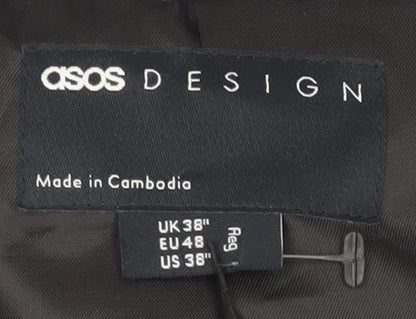 asos DESIGN
Made in Cambodia
UK 38"
EU 48
US 38"
Reg